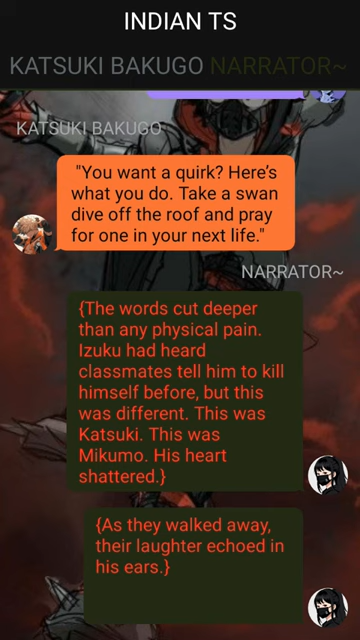 INDIAN TS
KATSUKI BAKUGO NARRATOR~
KATSUKI BAKUGO
"You want a quirk? Here's
what you do. Take a swan
dive off the roof and pray
for one in your next life."
NARRATOR~
{The words cut deeper
than any physical pain.
Izuku had heard
classmates tell him to kill
himself before, but this
was different. This was
Katsuki. This was
Mikumo. His heart
shattered.}
{As they walked away,
their laughter echoed in
his ears.}